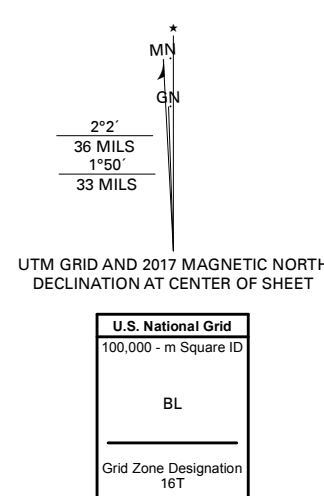 MN
GN
2°2´
36 MILS
1°50´
33 MILS
UTM GRID AND 2017 MAGNETIC NORTH
DECLINATION AT CENTER OF SHEET
U.S. National Grid
100,000 - m Square ID
BL
Grid Zone Designation
16T